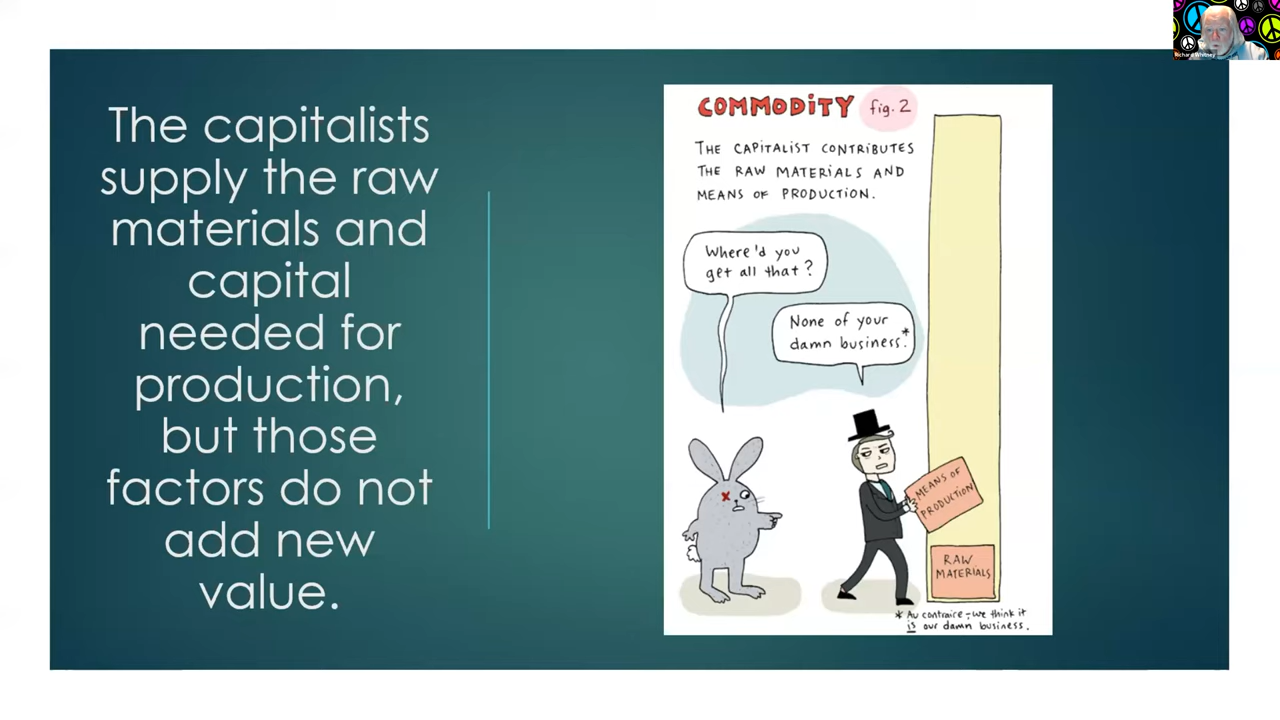 The capitalists
supply the raw
materials and
capital
needed for
production,
but those
factors do not
add new
value.
COMMODITY fig. 2
THE CAPITALIST CONTRIBUTES
THE RAW MATERIALS AND
MEANS OF PRODUCTION.
Where'd you
get all that?
None of your
damn business.*
MEANS OF
PRODUCTION
RAW
MATERIALS
* Au contraire - we think it
is our damn business.
Richard Whitney